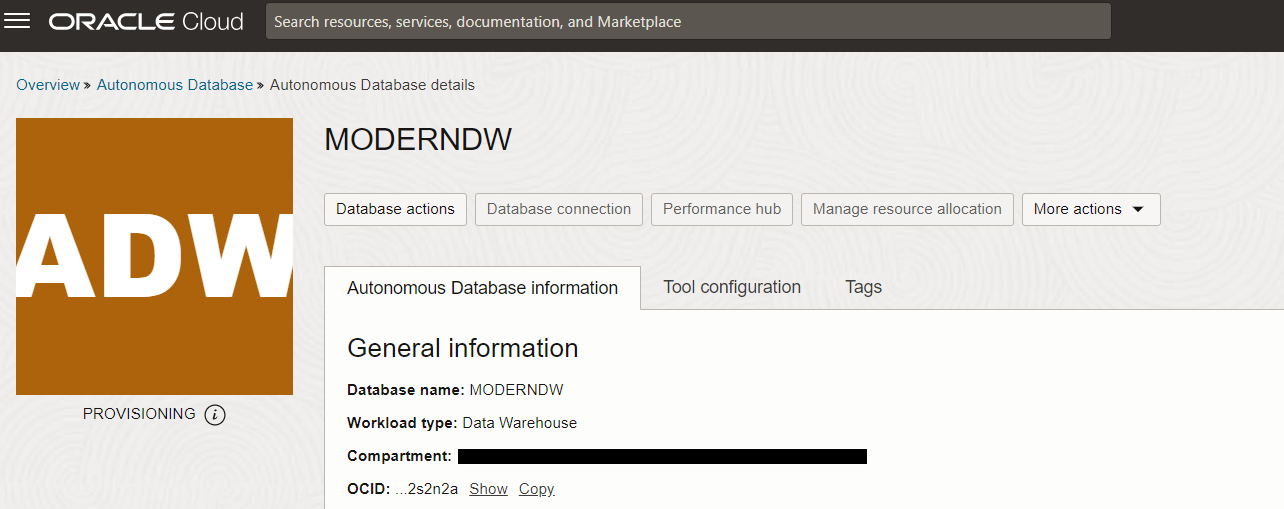 ORACLE Cloud
Search resources, services, documentation, and Marketplace
Overview » Autonomous Database » Autonomous Database details
ADW
PROVISIONING i
MODERNDW
Database actions Database connection Performance hub Manage resource allocation More actions
Autonomous Database information Tool configuration Tags
General information
Database name: MODERNDW
Workload type: Data Warehouse
Compartment:
OCID: ...2s2n2a Show Copy